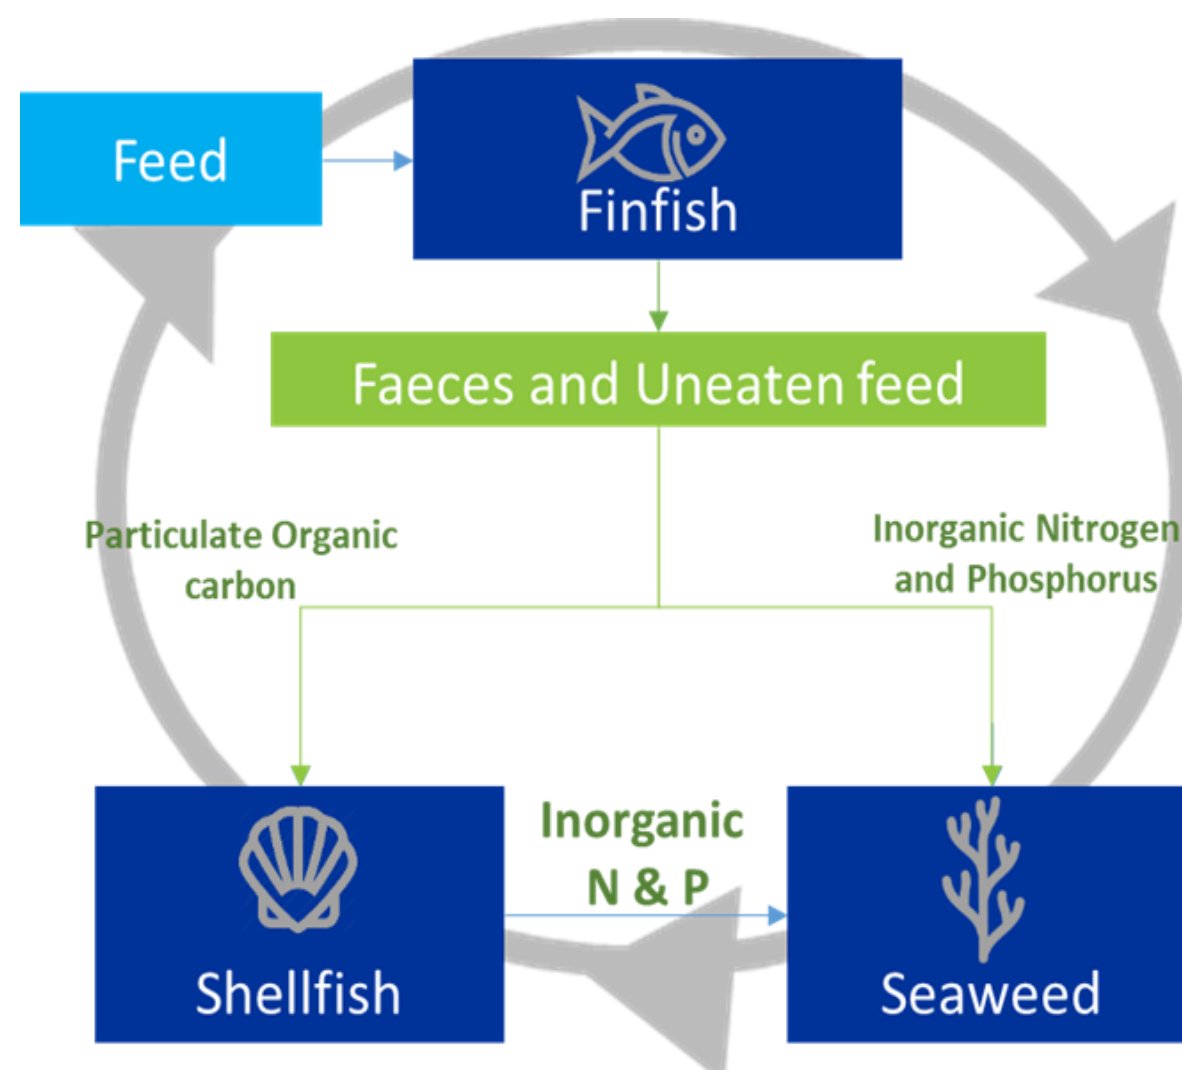 Feed
Finfish
Faeces and Uneaten feed
Particulate Organic
carbon
Inorganic Nitrogen
and Phosphorus
Inorganic
N & P
Shellfish
Seaweed